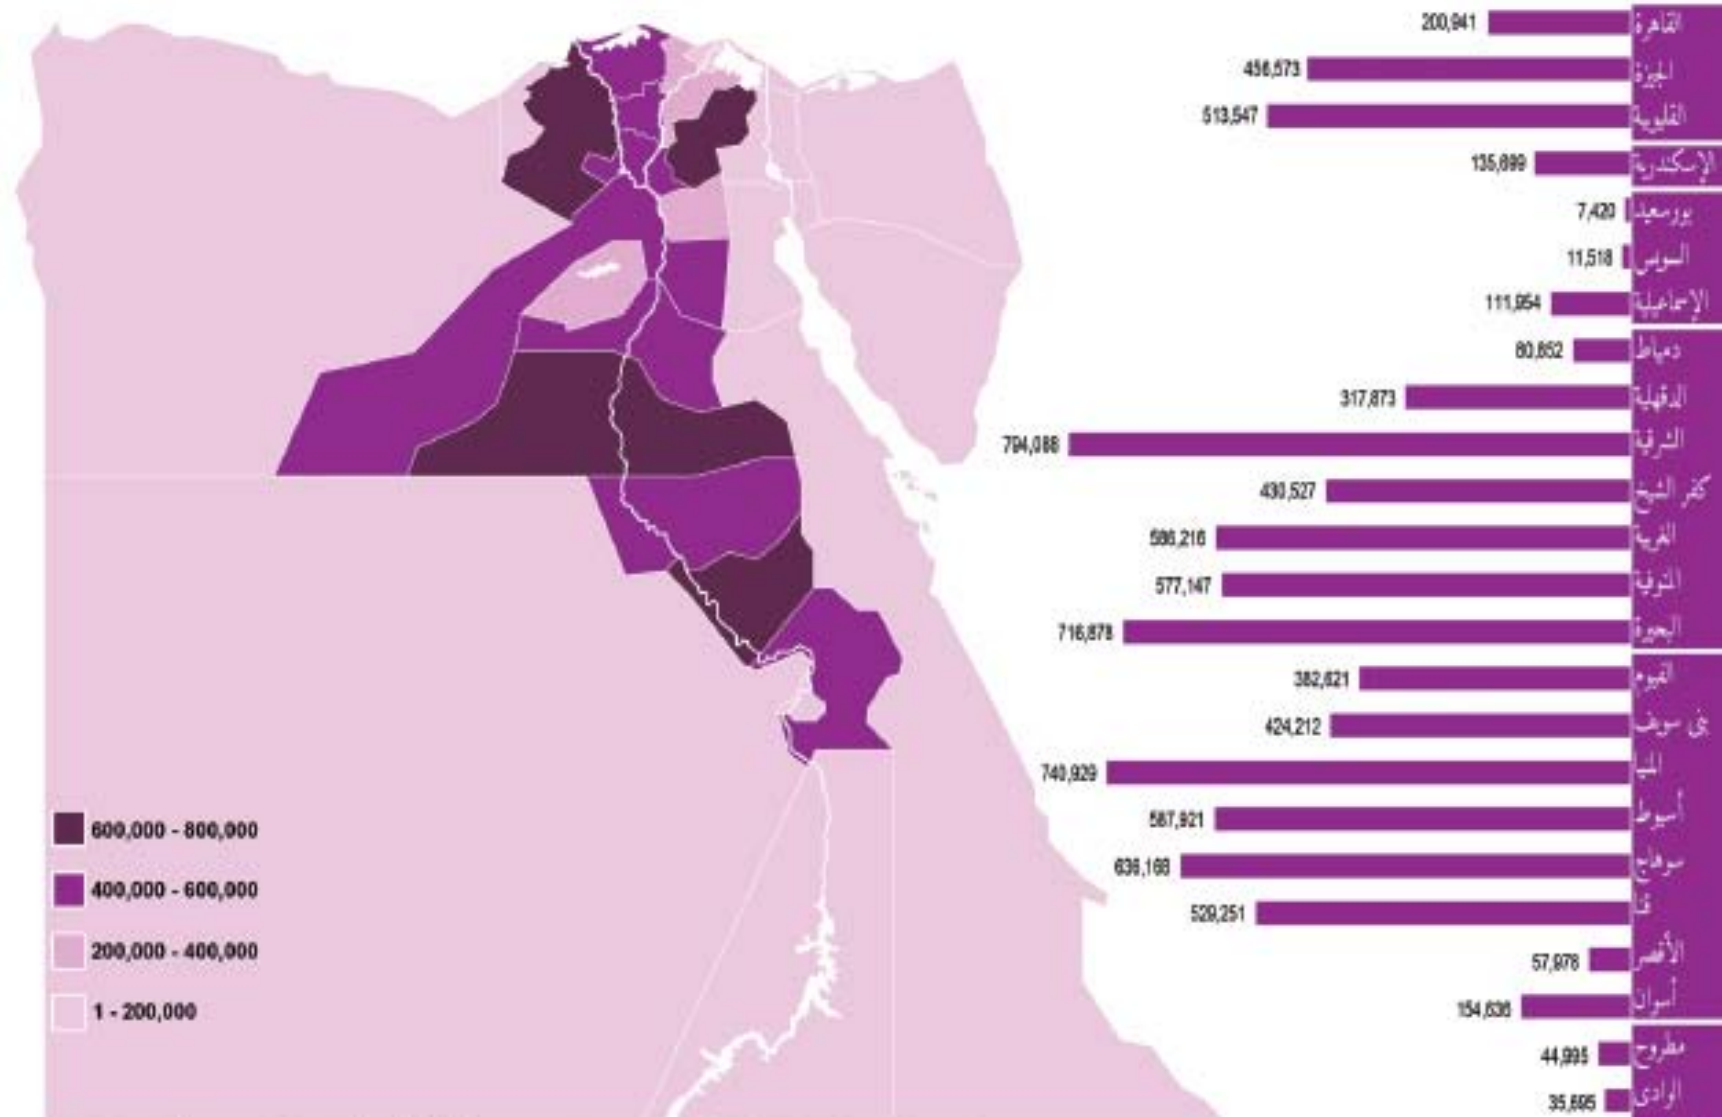 القاهرة 200,941
الجيزة 456,573
القليوبية 513,547
الإسكندرية 135,699
بورسعيد 7,420
السويس 11,518
الإسماعيلية 111,954
دمياط 80,652
الدقهلية 317,873
الشرقية 794,088
كفر الشيخ 430,527
الغربية 586,216
المنوفية 577,147
البحيرة 716,878
الفيوم 382,621
بنى سويف 424,212
المنيا 740,929
أسيوط 587,921
سوهاج 636,168
قنا 529,251
الأقصر 57,978
أسوان 154,636
مطروح 44,995
الوادى 35,695
600,000 - 800,000
400,000 - 600,000
200,000 - 400,000
1 - 200,000